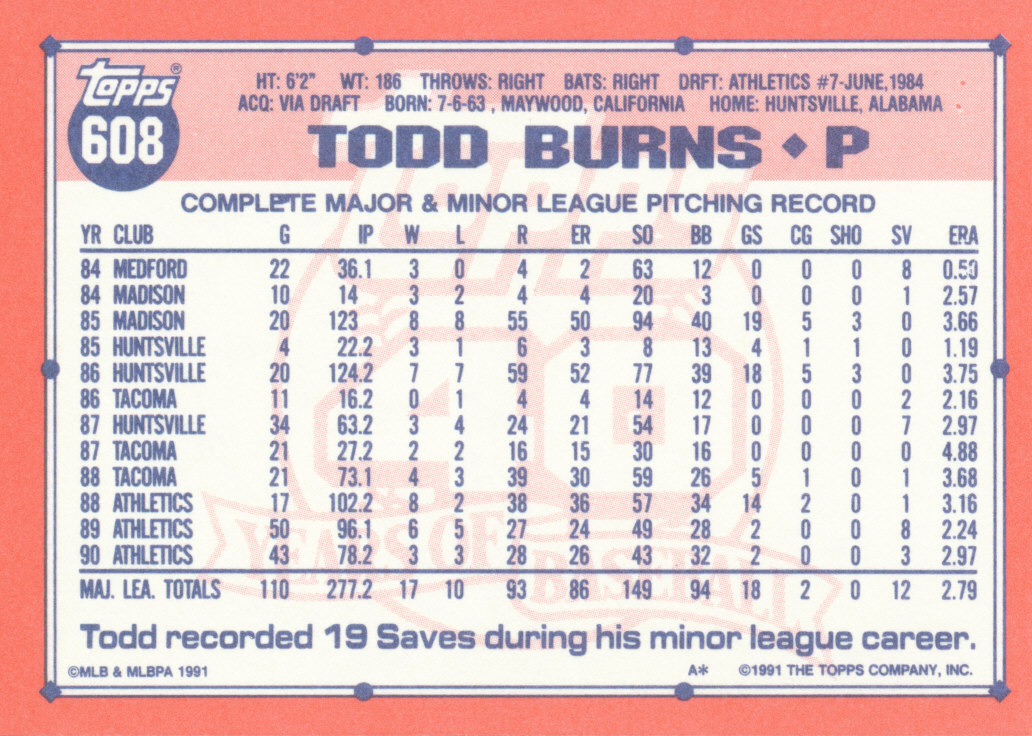 Topps®
608
HT: 6'2" WT: 186 THROWS: RIGHT BATS: RIGHT DRFT: ATHLETICS #7-JUNE,1984
ACQ: VIA DRAFT BORN: 7-6-63 , MAYWOOD, CALIFORNIA HOME: HUNTSVILLE, ALABAMA
TODD BURNS ◆ P
COMPLETE MAJOR & MINOR LEAGUE PITCHING RECORD
YR CLUB G IP W L R ER SO BB GS CG SHO SV ERA
84 MEDFORD 22 36.1 3 0 4 2 63 12 0 0 0 8 0.50
84 MADISON 10 14 3 2 4 4 20 3 0 0 0 1 2.57
85 MADISON 20 123 8 8 55 50 94 40 19 5 3 0 3.66
85 HUNTSVILLE 4 22.2 3 1 6 3 8 13 4 1 1 0 1.19
86 HUNTSVILLE 20 124.2 7 7 59 52 77 39 18 5 3 0 3.75
86 TACOMA 11 16.2 0 1 4 4 14 12 0 0 0 2 2.16
87 HUNTSVILLE 34 63.2 3 4 24 21 54 17 0 0 0 7 2.97
87 TACOMA 21 27.2 2 2 16 15 30 16 0 0 0 0 4.88
88 TACOMA 21 73.1 4 3 39 30 59 26 5 1 0 1 3.68
88 ATHLETICS 17 102.2 8 2 38 36 57 34 14 2 0 1 3.16
89 ATHLETICS 50 96.1 6 5 27 24 49 28 2 0 0 8 2.24
90 ATHLETICS 43 78.2 3 3 28 26 43 32 2 0 0 3 2.97
MAJ. LEA. TOTALS 110 277.2 17 10 93 86 149 94 18 2 0 12 2.79
Topps
40
YEARS OF BASEBALL
Todd recorded 19 Saves during his minor league career.
©MLB & MLBPA 1991 A* ©1991 THE TOPPS COMPANY, INC.